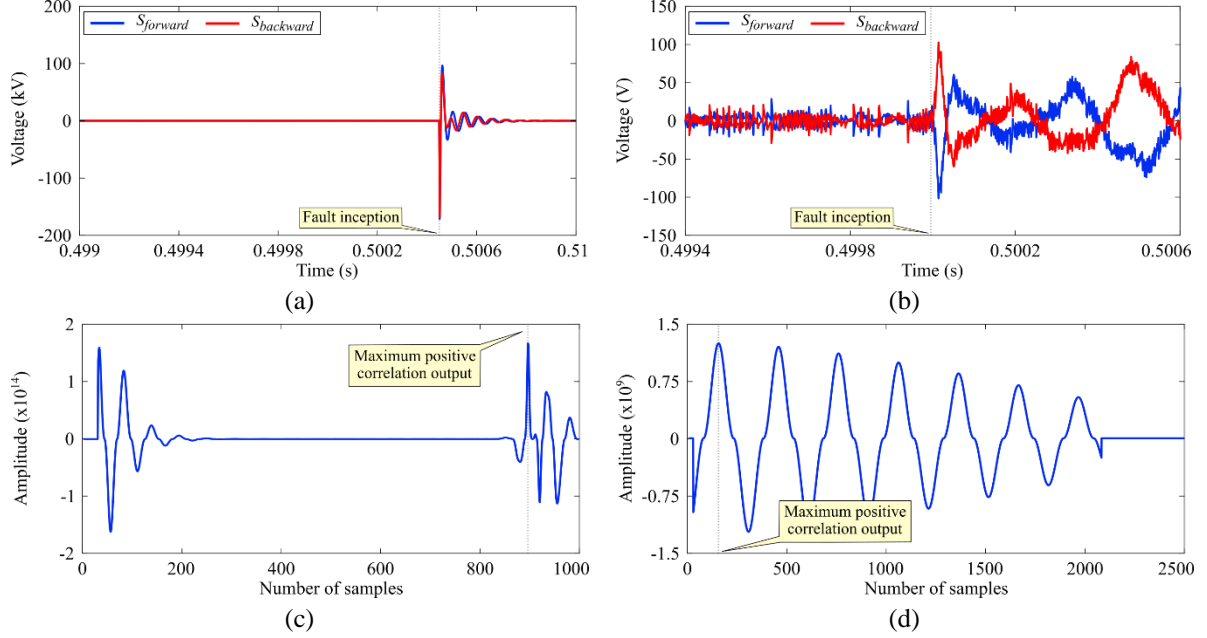 S_forward S_backward
200
100
0
-100
-200
Voltage (kV)
Fault inception
0.499 0.4994 0.4998 0.5002 0.5006 0.51
Time (s)
(a)
S_forward S_backward
150
100
50
0
-50
-100
-150
Voltage (V)
Fault inception
0.4994 0.4998 0.5002 0.5006
Time (s)
(b)
2
1
0
-1
-2
Amplitude (x10^14)
Maximum positive
correlation output
0 200 400 600 800 1000
Number of samples
(c)
1.5
0.75
0
-0.75
-1.5
Amplitude (x10^9)
Maximum positive
correlation output
0 500 1000 1500 2000 2500
Number of samples
(d)